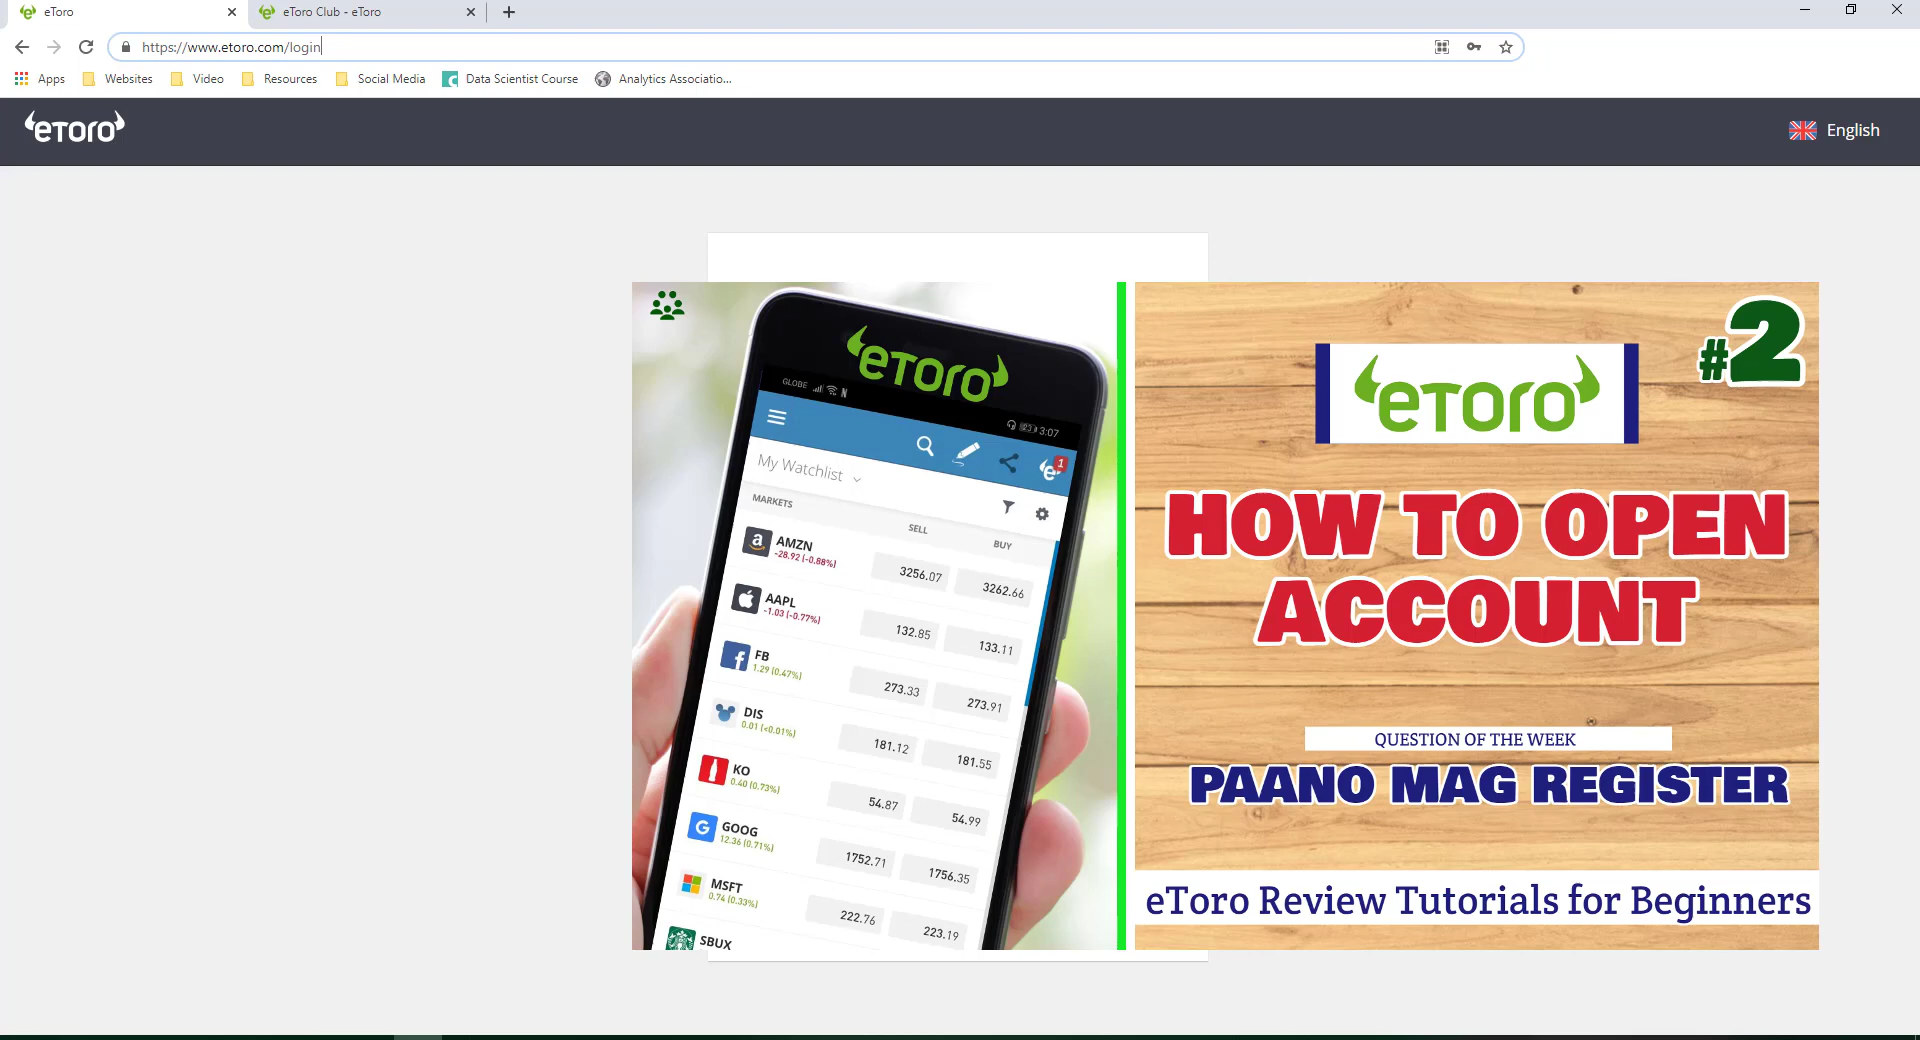 eToro
eToro Club - eToro
https://www.etoro.com/login
Apps
Websites
Video
Resources
Social Media
Data Scientist Course
Analytics Associatio...
eToro
English
eToro
GLOBE
3:07
1
My Watchlist
MARKETS
SELL
BUY
AMZN
-28.92 (-0.88%)
3256.07
3262.66
AAPL
-1.03 (-0.77%)
132.85
133.11
FB
1.29 (0.47%)
273.33
273.91
DIS
0.01 (<0.01%)
181.12
181.55
KO
0.40 (0.73%)
54.87
54.99
GOOG
12.36 (0.71%)
1752.71
1756.35
MSFT
0.74 (0.33%)
222.76
223.19
SBUX
#2
eToro
HOW TO OPEN
ACCOUNT
QUESTION OF THE WEEK
PAANO MAG REGISTER
eToro Review Tutorials for Beginners